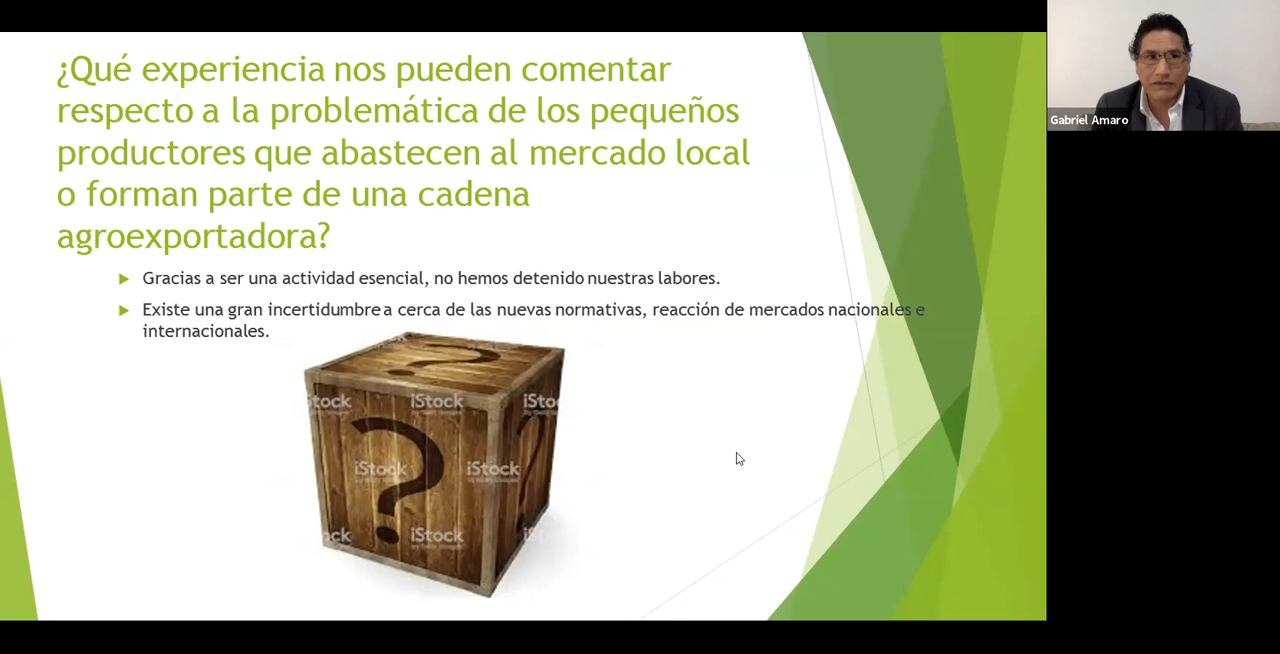 ¿Qué experiencia nos pueden comentar
respecto a la problemática de los pequeños
productores que abastecen al mercado local
o forman parte de una cadena
agroexportadora?
Gracias a ser una actividad esencial, no hemos detenido nuestras labores.
Existe una gran incertidumbre a cerca de las nuevas normativas, reacción de mercados nacionales e
internacionales.
Gabriel Amaro
?
iStock
iStock
iStock
?
iStock
iStock
iStock